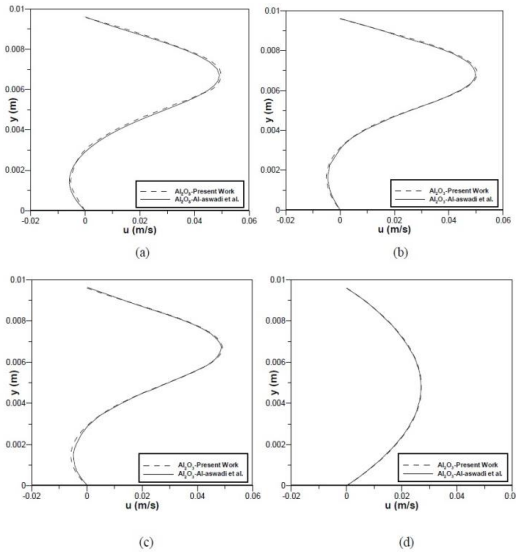 0.01
0.008
0.006
0.004
0.002
0
y (m)
Al₂O₃-Present Work
Al₂O₃-Al-aswadi et al.
-0.02 0 0.02 0.04 0.06
u (m/s)
(a)
0.01
0.008
0.006
0.004
0.002
0
y (m)
Al₂O₃-Present Work
Al₂O₃-Al-aswadi et al.
-0.02 0 0.02 0.04 0.06
u (m/s)
(b)
0.01
0.008
0.006
0.004
0.002
0
y (m)
Al₂O₃-Present Work
Al₂O₃-Al-aswadi et al.
-0.02 0 0.02 0.04 0.06
u (m/s)
(c)
0.01
0.008
0.006
0.004
0.002
0
y (m)
Al₂O₃-Present Work
Al₂O₃-Al-aswadi et al.
-0.02 0 0.02 0.04 0.0
u (m/s)
(d)